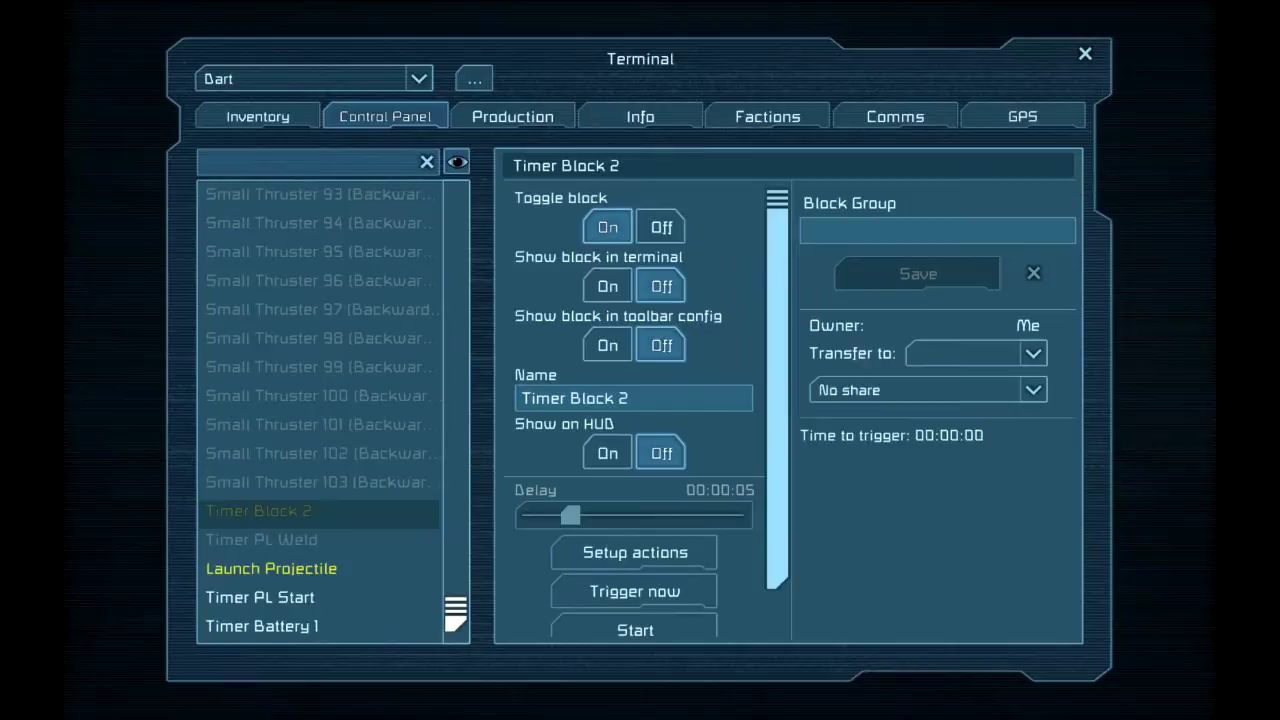 Terminal
Dart
...
Inventory
Control Panel
Production
Info
Factions
Comms
GPS
Small Thruster 93 (Backwar...
Small Thruster 94 (Backwar...
Small Thruster 95 (Backwar...
Small Thruster 96 (Backwar...
Small Thruster 97 (Backward...
Small Thruster 98 (Backwar...
Small Thruster 99 (Backwar...
Small Thruster 100 (Backwar...
Small Thruster 101 (Backwar...
Small Thruster 102 (Backwar...
Small Thruster 103 (Backwar...
Timer Block 2
Timer PL Weld
Launch Projectile
Timer PL Start
Timer Battery 1
Timer Block 2
Toggle block
On Off
Show block in terminal
On Off
Show block in toolbar config
On Off
Name
Timer Block 2
Show on HUD
On Off
Delay 00:00:05
Setup actions
Trigger now
Start
Block Group
Save
Owner: Me
Transfer to:
No share
Time to trigger: 00:00:00